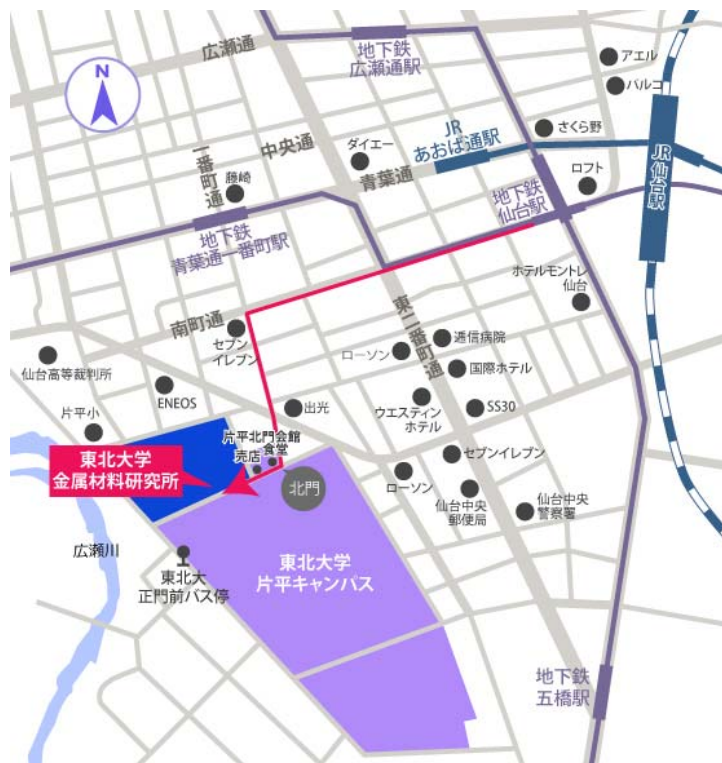 N
広瀬通
地下鉄
広瀬通駅
アエル
パルコ
さくら野
中央通
ダイエー
JR
あおば通駅
青葉通
一番町通
藤崎
ロフト
JR仙台駅
地下鉄
仙台駅
地下鉄
青葉通一番町駅
ホテルモントレ
仙台
南町通
セブン
イレブン
東二番町通
逓信病院
ローソン
国際ホテル
仙台高等裁判所
ENEOS
出光
ウエスティン
ホテル
SS30
片平小
片平北門会館
食堂
売店
東北大学
金属材料研究所
北門
セブンイレブン
ローソン
仙台中央
郵便局
仙台中央
警察署
広瀬川
東北大
正門前バス停
東北大学
片平キャンパス
地下鉄
五橋駅